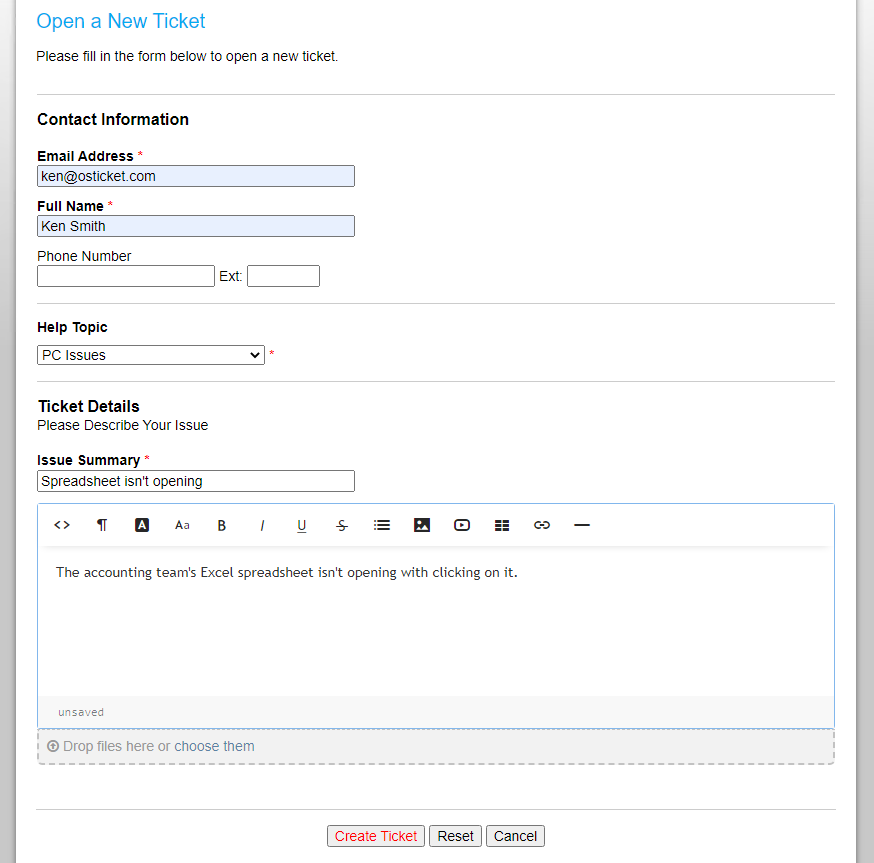 Open a New Ticket
Please fill in the form below to open a new ticket.
Contact Information
Email Address *
ken@osticket.com
Full Name *
Ken Smith
Phone Number
Ext:
Help Topic
PC Issues *
Ticket Details
Please Describe Your Issue
Issue Summary *
Spreadsheet isn't opening
<> ¶ A Aa B I U S
The accounting team's Excel spreadsheet isn't opening with clicking on it.
unsaved
Drop files here or choose them
Create Ticket Reset Cancel